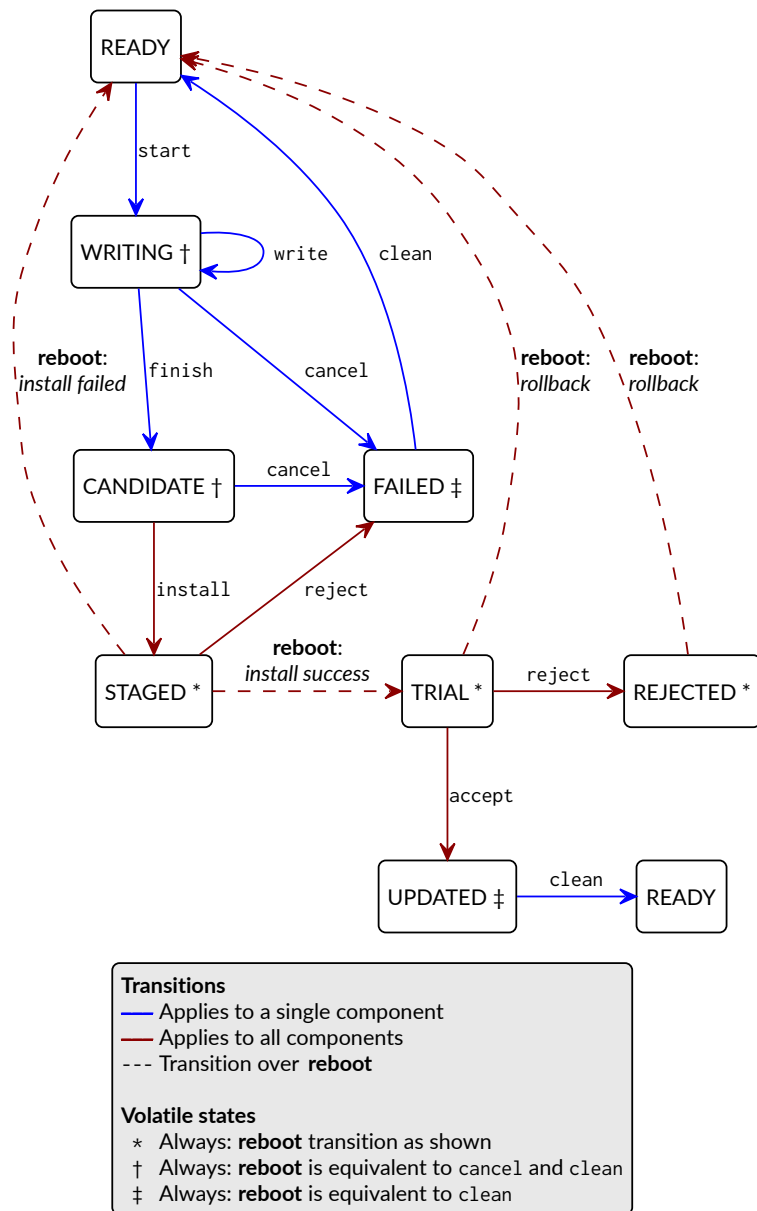 READY
start
WRITING †
write
clean
reboot:
install failed
finish
cancel
reboot:
rollback
reboot:
rollback
CANDIDATE †
cancel
FAILED ‡
install
reject
STAGED *
reboot:
install success
TRIAL *
reject
REJECTED *
accept
UPDATED ‡
clean
READY
Transitions
Applies to a single component
Applies to all components
--- Transition over reboot
Volatile states
* Always: reboot transition as shown
† Always: reboot is equivalent to cancel and clean
‡ Always: reboot is equivalent to clean